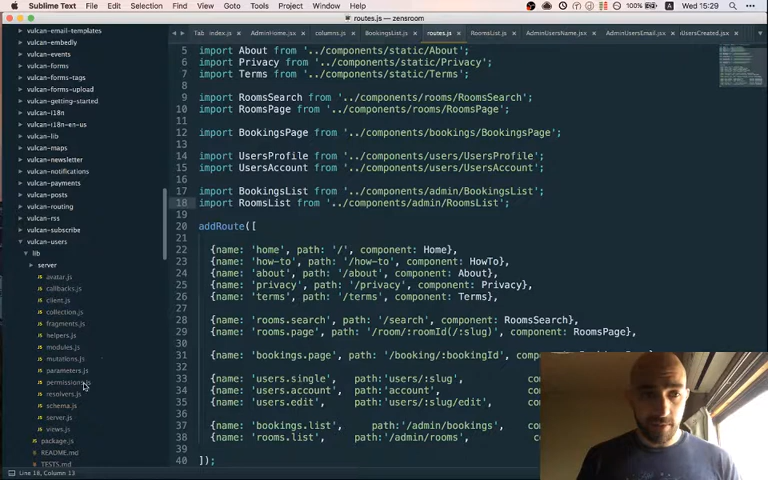 Sublime Text File Edit Selection Find View Goto Tools Project Window Help 100% Wed 15:29
routes.js — zensroom
Tab index.js AdminHome.jsx columns.js BookingsList.js routes.js RoomsList.js AdminUsersName.jsx AdminUsersEmail.jsx UsersCreated.jsx
vulcan-email-templates
vulcan-embedly
vulcan-events
vulcan-forms
vulcan-forms-tags
vulcan-forms-upload
vulcan-getting-started
vulcan-i18n
vulcan-i18n-en-us
vulcan-lib
vulcan-maps
vulcan-newsletter
vulcan-notifications
vulcan-payments
vulcan-posts
vulcan-routing
vulcan-rss
vulcan-subscribe
vulcan-users
lib
server
avatar.js
callbacks.js
client.js
collection.js
fragments.js
helpers.js
modules.js
mutations.js
parameters.js
permissions.js
resolvers.js
schema.js
server.js
views.js
package.js
README.md
TESTS.md
5 import About from '../components/static/About';
6 import Privacy from '../components/static/Privacy';
7 import Terms from '../components/static/Terms';
8
9 import RoomsSearch from '../components/rooms/RoomsSearch';
10 import RoomsPage from '../components/rooms/RoomsPage';
11
12 import BookingsPage from '../components/bookings/BookingsPage';
13
14 import UsersProfile from '../components/users/UsersProfile';
15 import UsersAccount from '../components/users/UsersAccount';
16
17 import BookingsList from '../components/admin/BookingsList';
18 import RoomsList from '../components/admin/RoomsList';
19
20 addRoute([
21
22 {name: 'home', path: '/', component: Home},
23 {name: 'how-to', path: '/how-to', component: HowTo},
24 {name: 'about', path: '/about', component: About},
25 {name: 'privacy', path: '/privacy', component: Privacy},
26 {name: 'terms', path: '/terms', component: Terms},
27
28 {name: 'rooms.search', path: '/search', component: RoomsSearch},
29 {name: 'rooms.page', path: '/room/:roomId(/:slug)', component: RoomsPage},
30
31 {name: 'bookings.page', path: '/booking/:bookingId',
32
33 {name: 'users.single', path:'users/:slug',
34 {name: 'users.account', path:'account',
35 {name: 'users.edit', path:'users/:slug/edit',
36
37 {name: 'bookings.list', path:'/admin/bookings',
38 {name: 'rooms.list', path:'/admin/rooms',
39
40 ]);
Line 18, Column 13